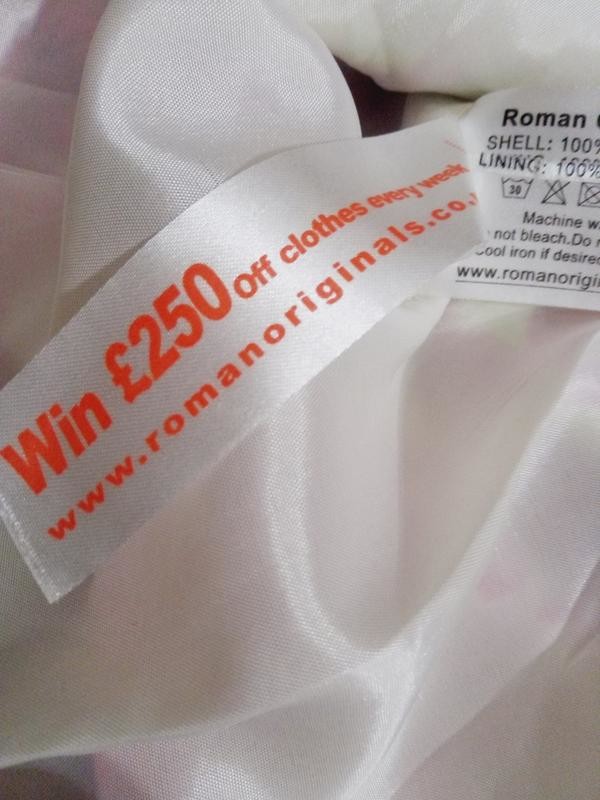 Win £250 off clothes every week
www.romanoriginals.co.
Roman
SHELL: 100%
LINING: 100%
30
Machine
not bleach.Do
Cool iron if desired
www.romanorigin